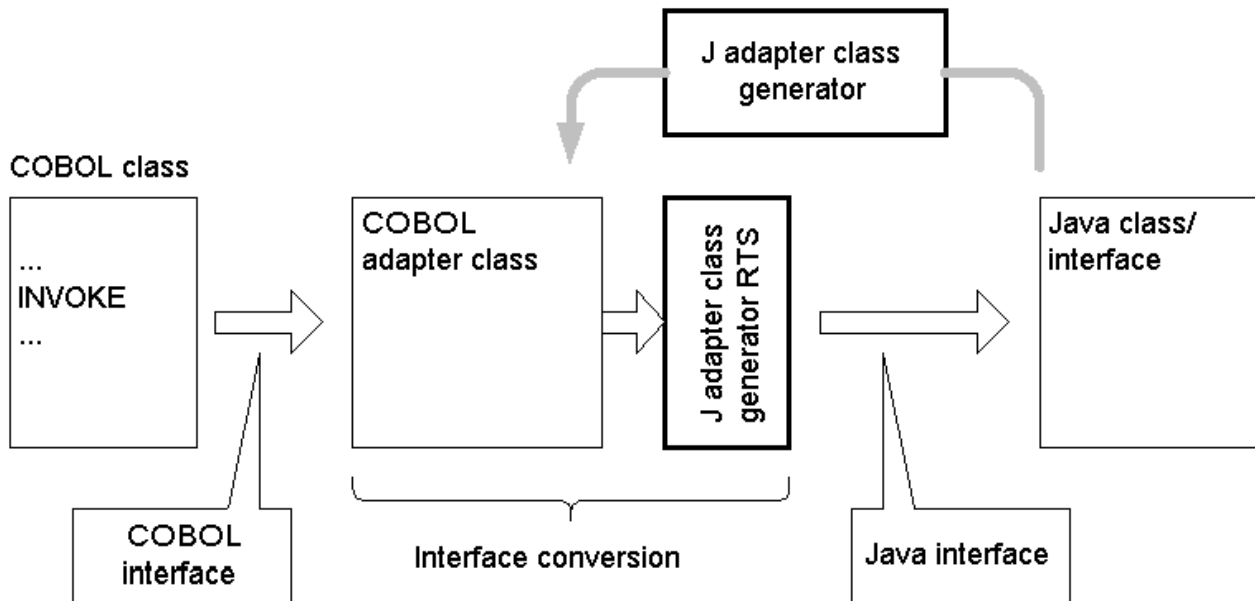 J adapter class
generator
COBOL class
...
INVOKE
...
COBOL
adapter class
J adapter class
generator RTS
Java class/
interface
COBOL
interface
Interface conversion
Java interface